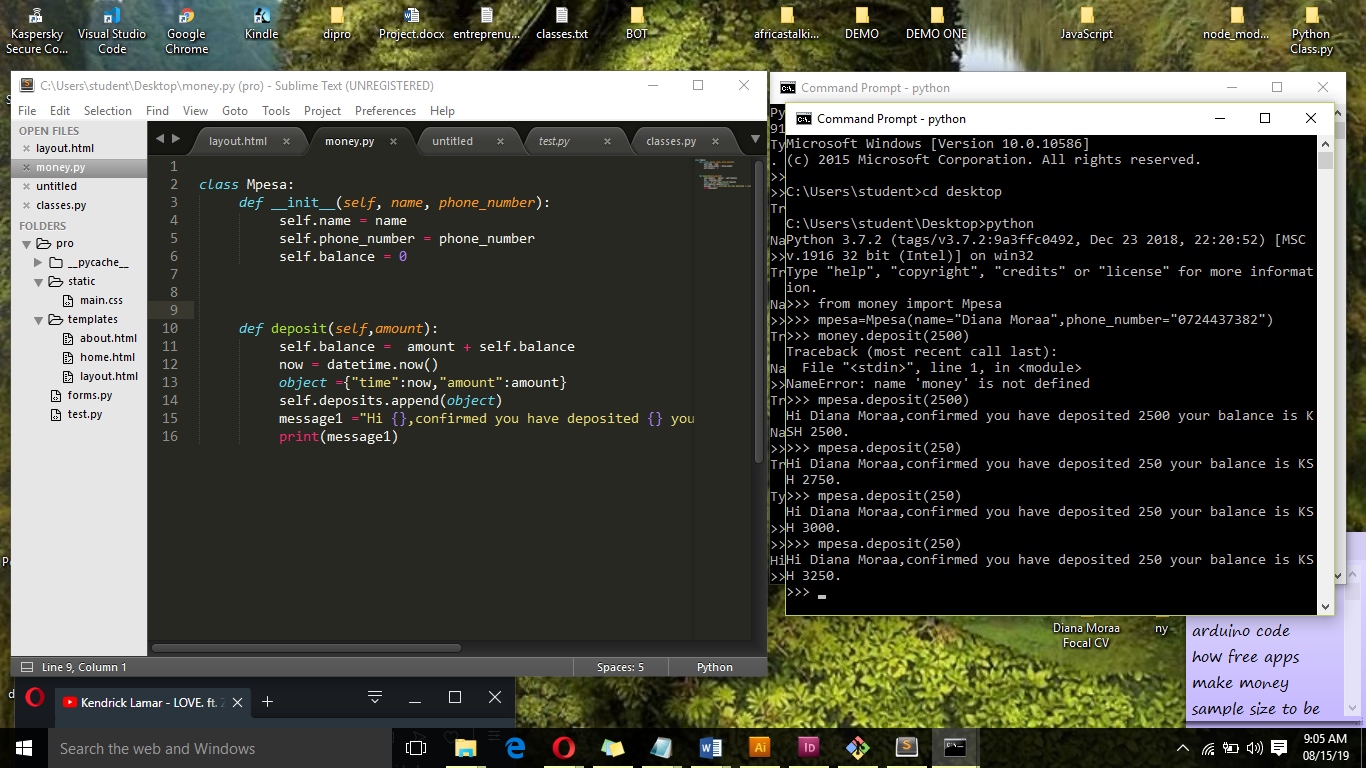 Kaspersky Secure Co...
Visual Studio Code
Google Chrome
Kindle
dipro
Project.docx
entreprenu...
classes.txt
BOT
africastalki...
DEMO
DEMO ONE
JavaScript
node_mod...
Python Class.py
C:\Users\student\Desktop\money.py (pro) - Sublime Text (UNREGISTERED)
File Edit Selection Find View Goto Tools Project Preferences Help
OPEN FILES
layout.html
money.py
untitled
classes.py
FOLDERS
pro
__pycache__
static
main.css
templates
about.html
home.html
layout.html
forms.py
test.py
layout.html money.py untitled test.py classes.py
1
2 class Mpesa:
3 def __init__(self, name, phone_number):
4 self.name = name
5 self.phone_number = phone_number
6 self.balance = 0
7
8
9
10 def deposit(self,amount):
11 self.balance =  amount + self.balance
12 now = datetime.now()
13 object ={"time":now,"amount":amount}
14 self.deposits.append(object)
15 message1 ="Hi {},confirmed you have deposited {} you
16 print(message1)
Line 9, Column 1 Spaces: 5 Python
Command Prompt - python
Command Prompt - python
Microsoft Windows [Version 10.0.10586]
(c) 2015 Microsoft Corporation. All rights reserved.
C:\Users\student>cd desktop
C:\Users\student\Desktop>python
Python 3.7.2 (tags/v3.7.2:9a3ffc0492, Dec 23 2018, 22:20:52) [MSC
v.1916 32 bit (Intel)] on win32
Type "help", "copyright", "credits" or "license" for more informat
ion.
>>> from money import Mpesa
>>> mpesa=Mpesa(name="Diana Moraa",phone_number="0724437382")
>>> money.deposit(2500)
Traceback (most recent call last):
File "<stdin>", line 1, in <module>
NameError: name 'money' is not defined
>>> mpesa.deposit(2500)
Hi Diana Moraa,confirmed you have deposited 2500 your balance is K
SH 2500.
>>> mpesa.deposit(250)
Hi Diana Moraa,confirmed you have deposited 250 your balance is KS
H 2750.
>>> mpesa.deposit(250)
Hi Diana Moraa,confirmed you have deposited 250 your balance is KS
H 3000.
>>> mpesa.deposit(250)
Hi Diana Moraa,confirmed you have deposited 250 your balance is KS
H 3250.
>>>
Diana Moraa Focal CV
ny
arduino code
how free apps
make money
sample size to be
Kendrick Lamar - LOVE. ft.
Search the web and Windows
9:05 AM
08/15/19